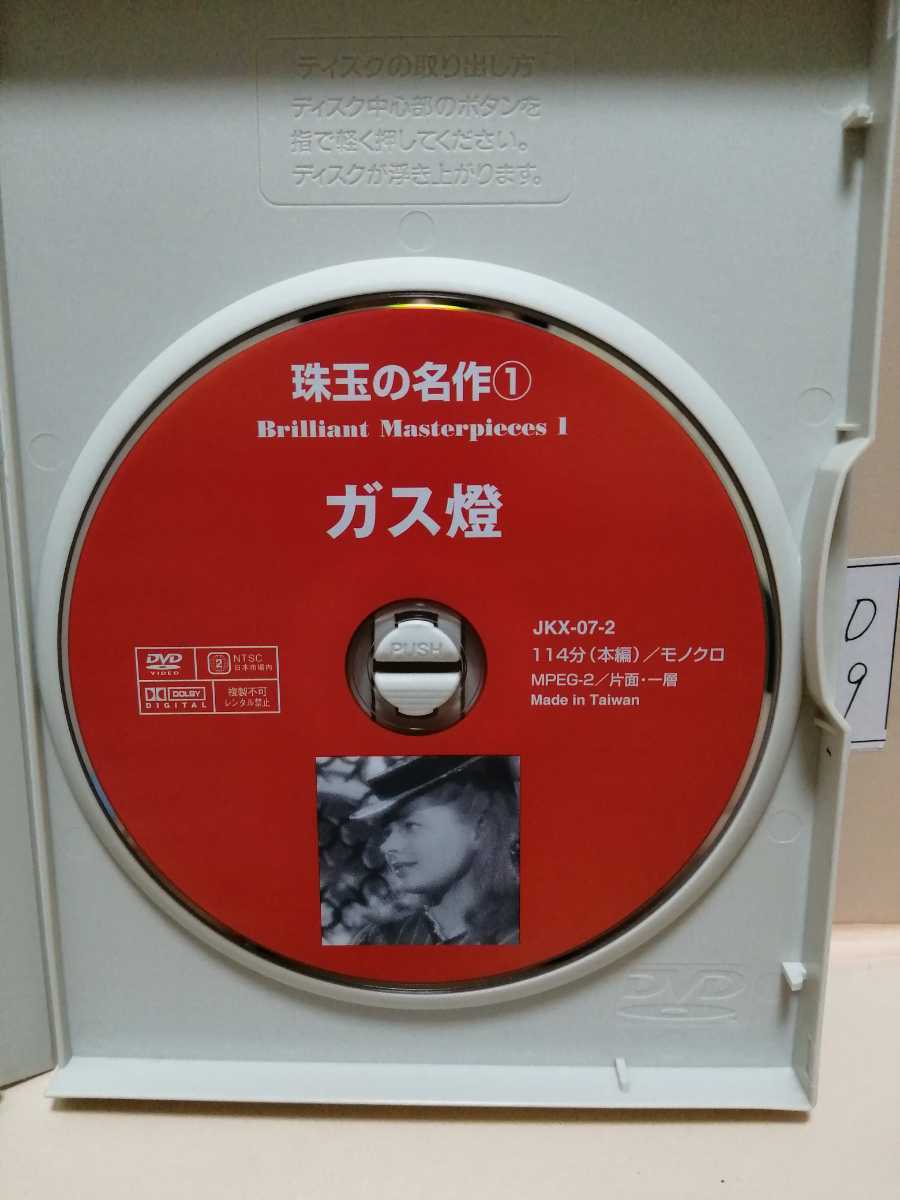 ディスクの取り出し方
ディスク中心部のボタンを
指で軽く押してください。
ディスクが浮き上がります。
珠玉の名作①
Brilliant Masterpieces 1
ガス燈
PUSH
DVD
VIDEO
2
NTSC
日本市場向
DOLBY
DIGITAL
複製不可
レンタル禁止
JKX-07-2
114分(本編)/モノクロ
MPEG-2/片面・一層
Made in Taiwan
D
9
DVD